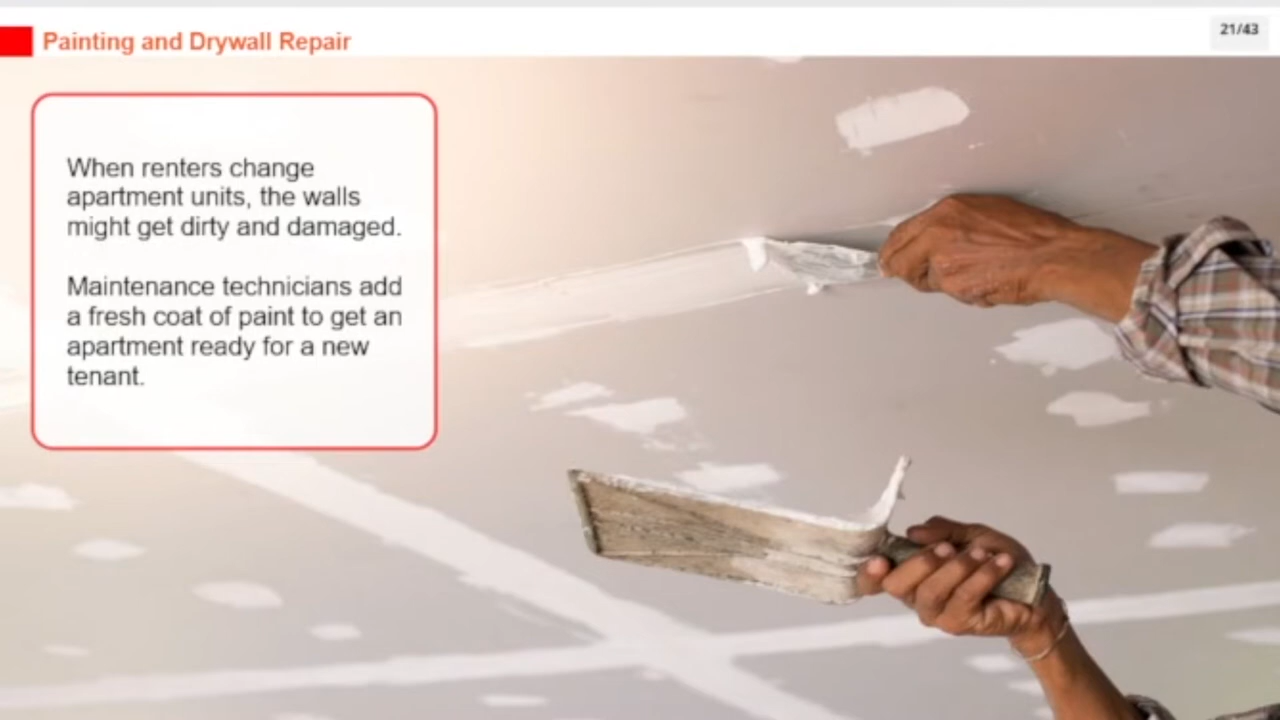 Painting and Drywall Repair
21/43
When renters change
apartment units, the walls
might get dirty and damaged.
Maintenance technicians add
a fresh coat of paint to get an
apartment ready for a new
tenant.